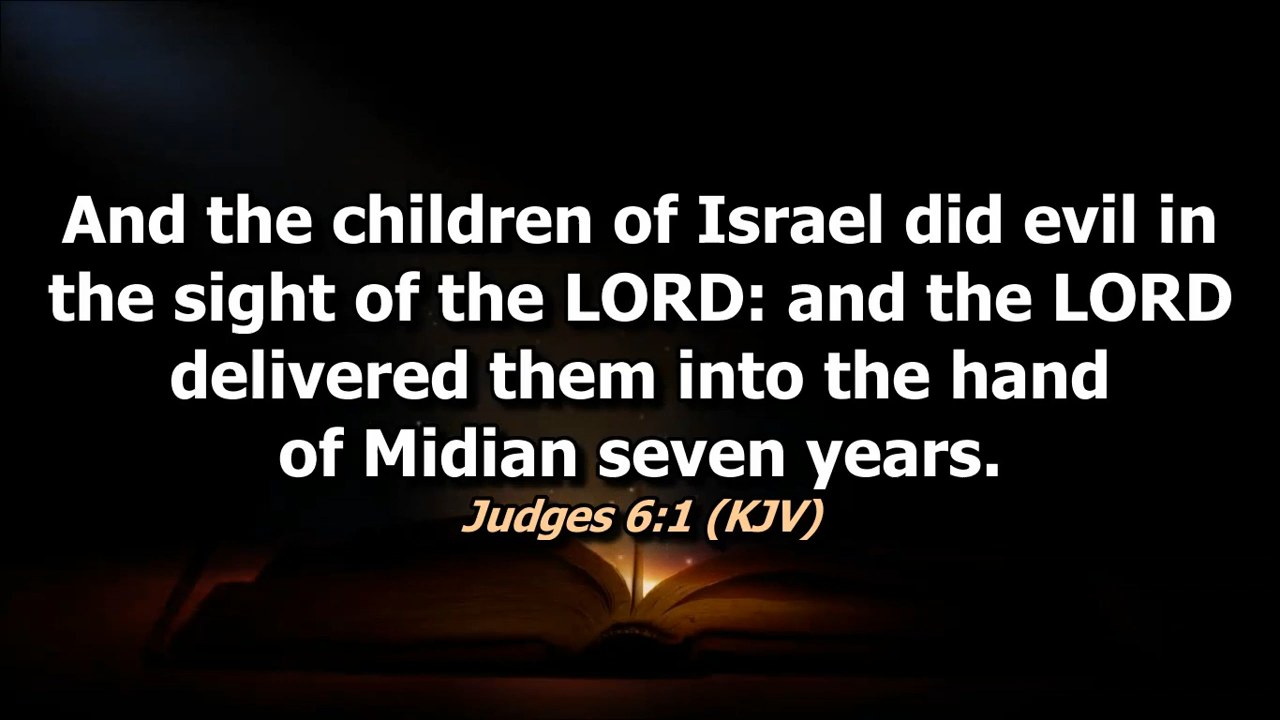 And the children of Israel did evil in
the sight of the LORD: and the LORD
delivered them into the hand
of Midian seven years.
Judges 6:1 (KJV)